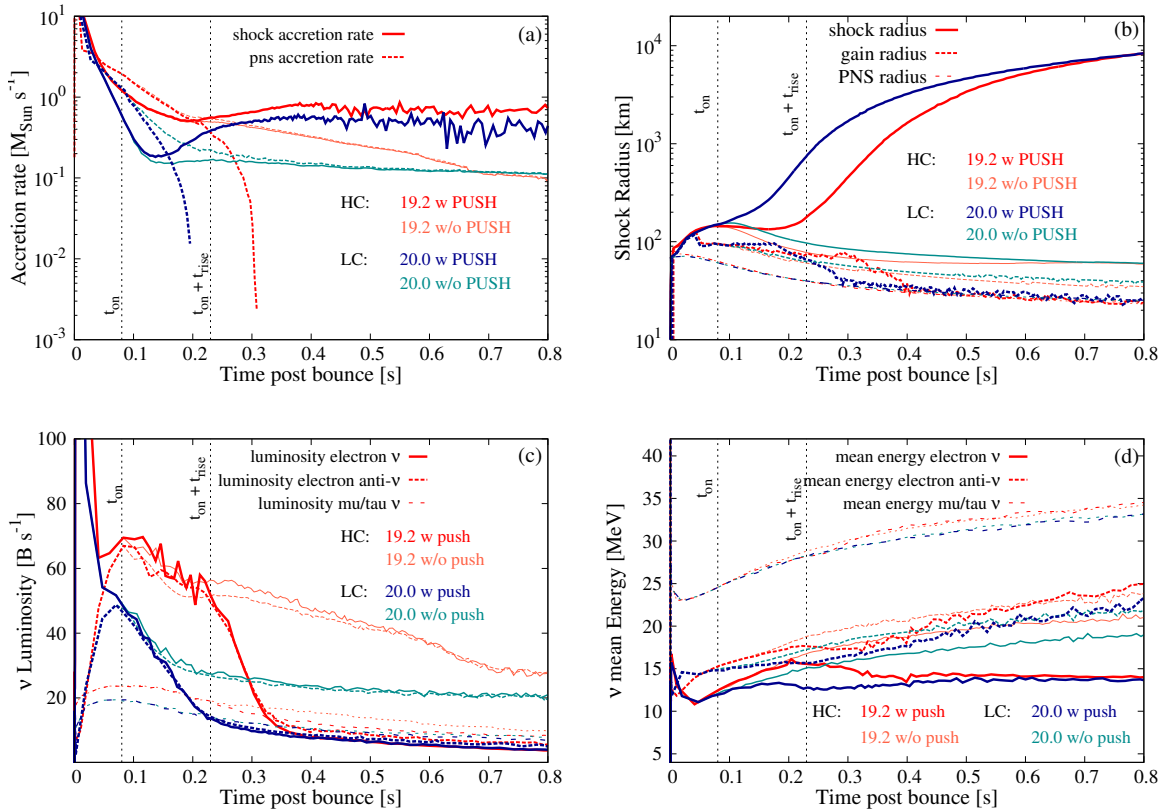 (a)
shock accretion rate
pns accretion rate
Accretion rate [M_Sun s⁻¹]
10¹
10⁰
10⁻¹
10⁻²
10⁻³
t_on
t_on + t_rise
HC: 19.2 w PUSH
19.2 w/o PUSH
LC: 20.0 w PUSH
20.0 w/o PUSH
0 0.1 0.2 0.3 0.4 0.5 0.6 0.7 0.8
Time post bounce [s]
(b)
shock radius
gain radius
PNS radius
Shock Radius [km]
10⁴
10³
10²
10¹
t_on
t_on + t_rise
HC: 19.2 w PUSH
19.2 w/o PUSH
LC: 20.0 w PUSH
20.0 w/o PUSH
0 0.1 0.2 0.3 0.4 0.5 0.6 0.7 0.8
Time post bounce [s]
(c)
luminosity electron ν
luminosity electron anti-ν
luminosity mu/tau ν
ν Luminosity [B s⁻¹]
100
80
60
40
20
t_on
t_on + t_rise
HC: 19.2 w push
19.2 w/o push
LC: 20.0 w push
20.0 w/o push
0 0.1 0.2 0.3 0.4 0.5 0.6 0.7 0.8
Time post bounce [s]
(d)
mean energy electron ν
mean energy electron anti-ν
mean energy mu/tau ν
ν mean Energy [MeV]
40
35
30
25
20
15
10
5
t_on
t_on + t_rise
HC: 19.2 w push LC: 20.0 w push
19.2 w/o push 20.0 w/o push
0 0.1 0.2 0.3 0.4 0.5 0.6 0.7 0.8
Time post bounce [s]